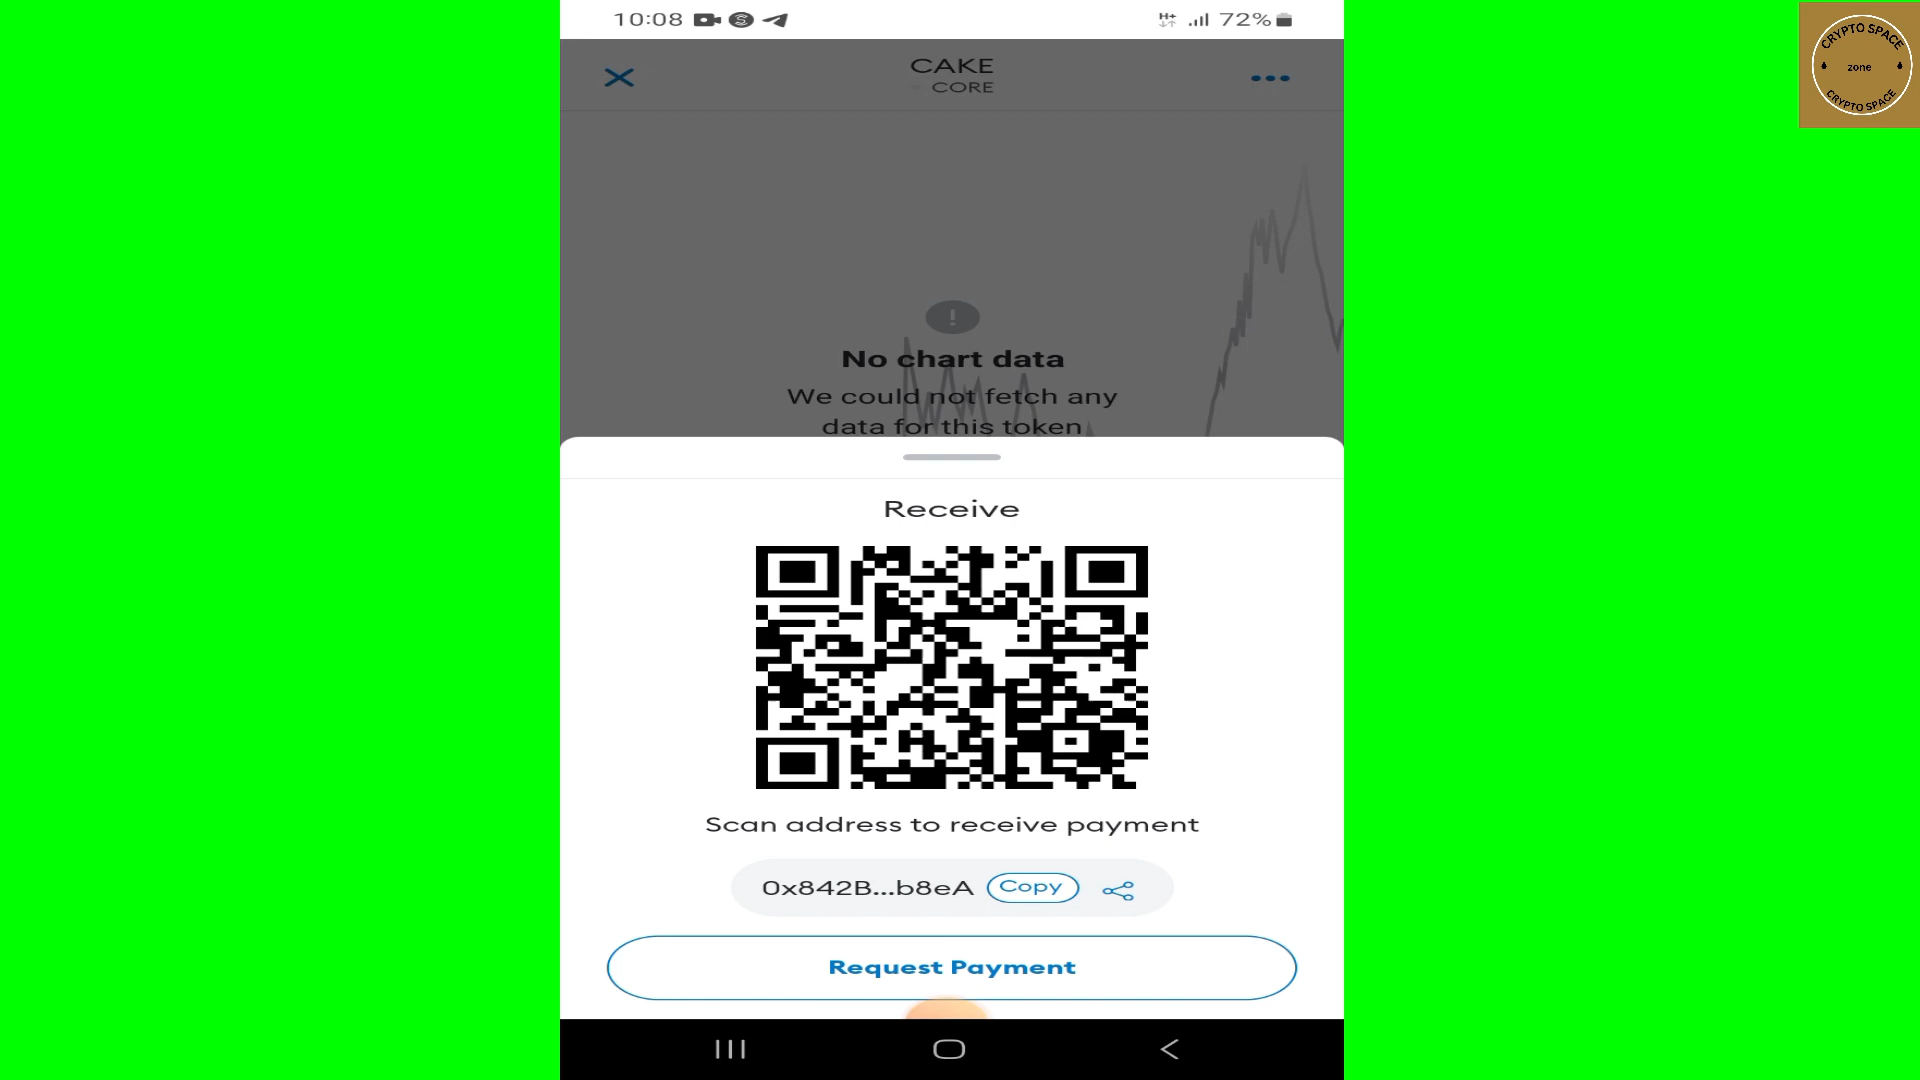 10:08
H+
72%
CRYPTO SPACE
zone
CRYPTO SPACE
CAKE
CORE
No chart data
We could not fetch any
data for this token
Receive
Scan address to receive payment
0x842B...b8eA
Copy
Request Payment